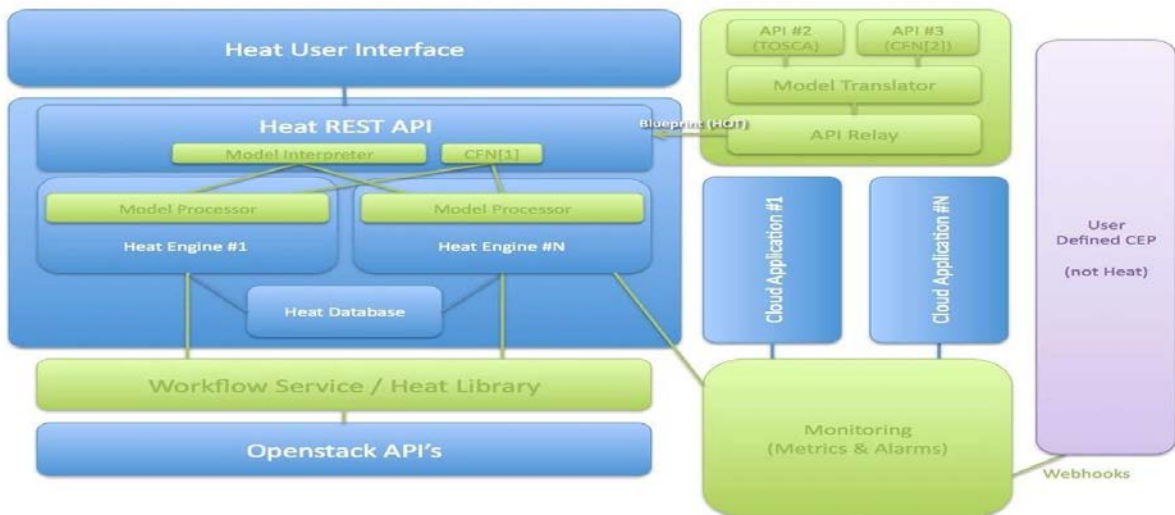 Heat User Interface
API #2
(TOSCA)
API #3
(CFN[2])
Model Translator
Blueprint (HOT)
API Relay
Heat REST API
Model Interpreter
CFN[1]
Model Processor
Model Processor
Heat Engine #1
Heat Engine #N
Heat Database
Cloud Application #1
Cloud Application #N
User
Defined CEP
(not Heat)
Workflow Service / Heat Library
Openstack API's
Monitoring
(Metrics & Alarms)
Webhooks